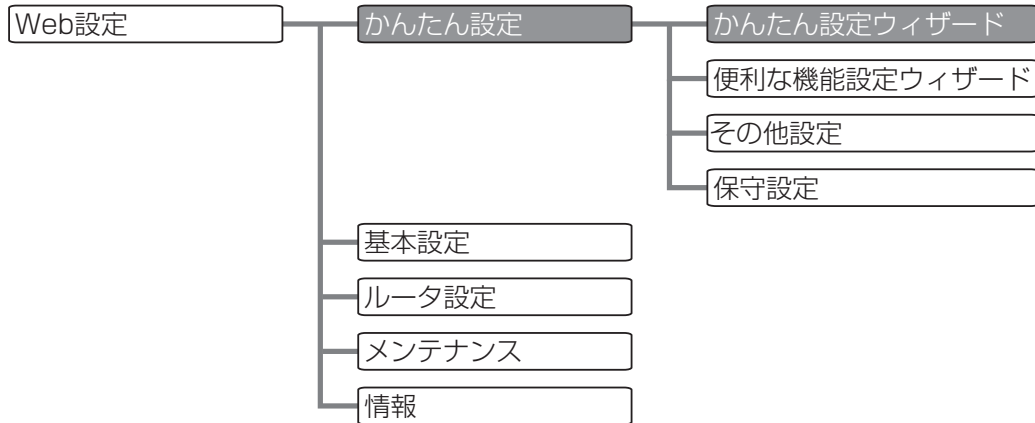 Web設定
かんたん設定
かんたん設定ウィザード
便利な機能設定ウィザード
その他設定
保守設定
基本設定
ルータ設定
メンテナンス
情報